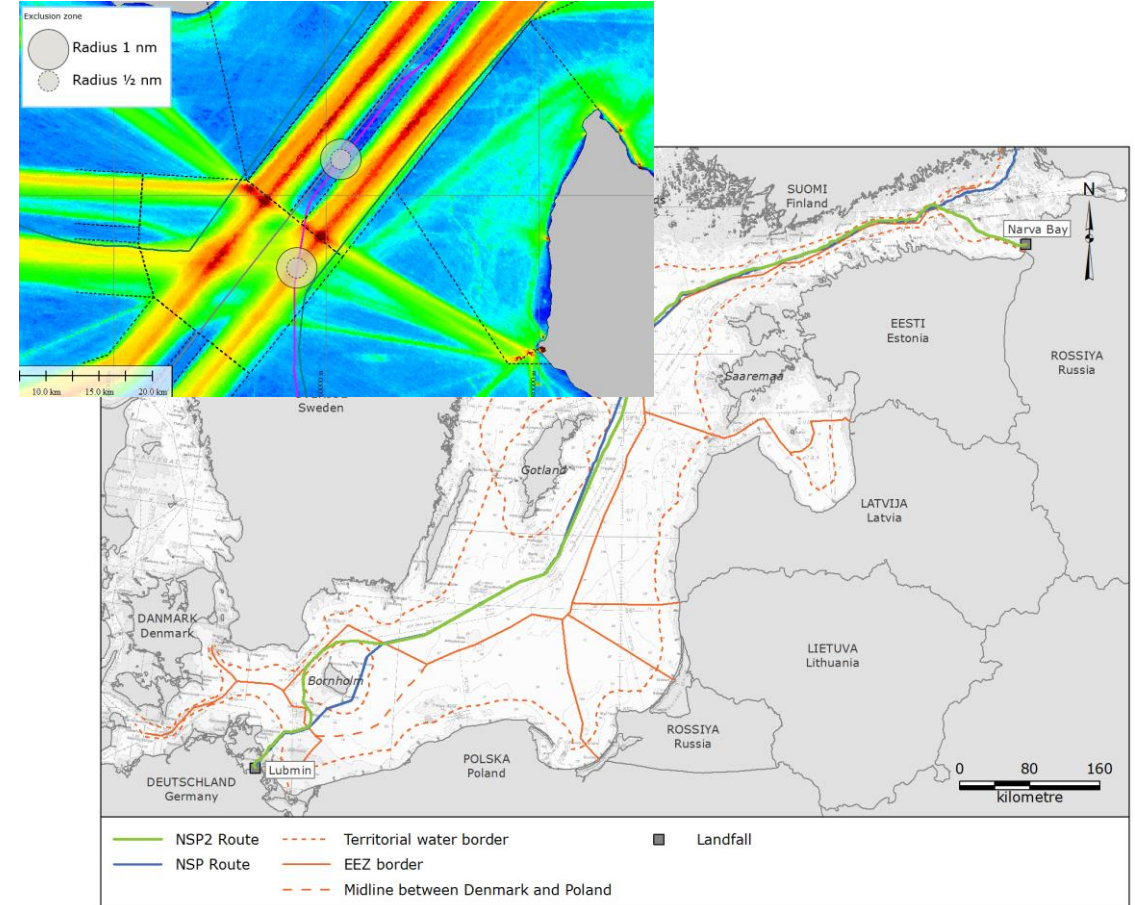 Exclusion zone
Radius 1 nm
Radius ½ nm
10.0 km 15.0 km 20.0 km
SUOMI
Finland
N
Narva Bay
EESTI
Estonia
ROSSIYA
Russia
Saaremaa
Sweden
Gotland
LATVIJA
Latvia
DANMARK
Denmark
LIETUVA
Lithuania
Bornholm
ROSSIYA
Russia
POLSKA
Poland
Lubmin
DEUTSCHLAND
Germany
0 80 160
kilometre
NSP2 Route
Territorial water border
Landfall
NSP Route
EEZ border
Midline between Denmark and Poland